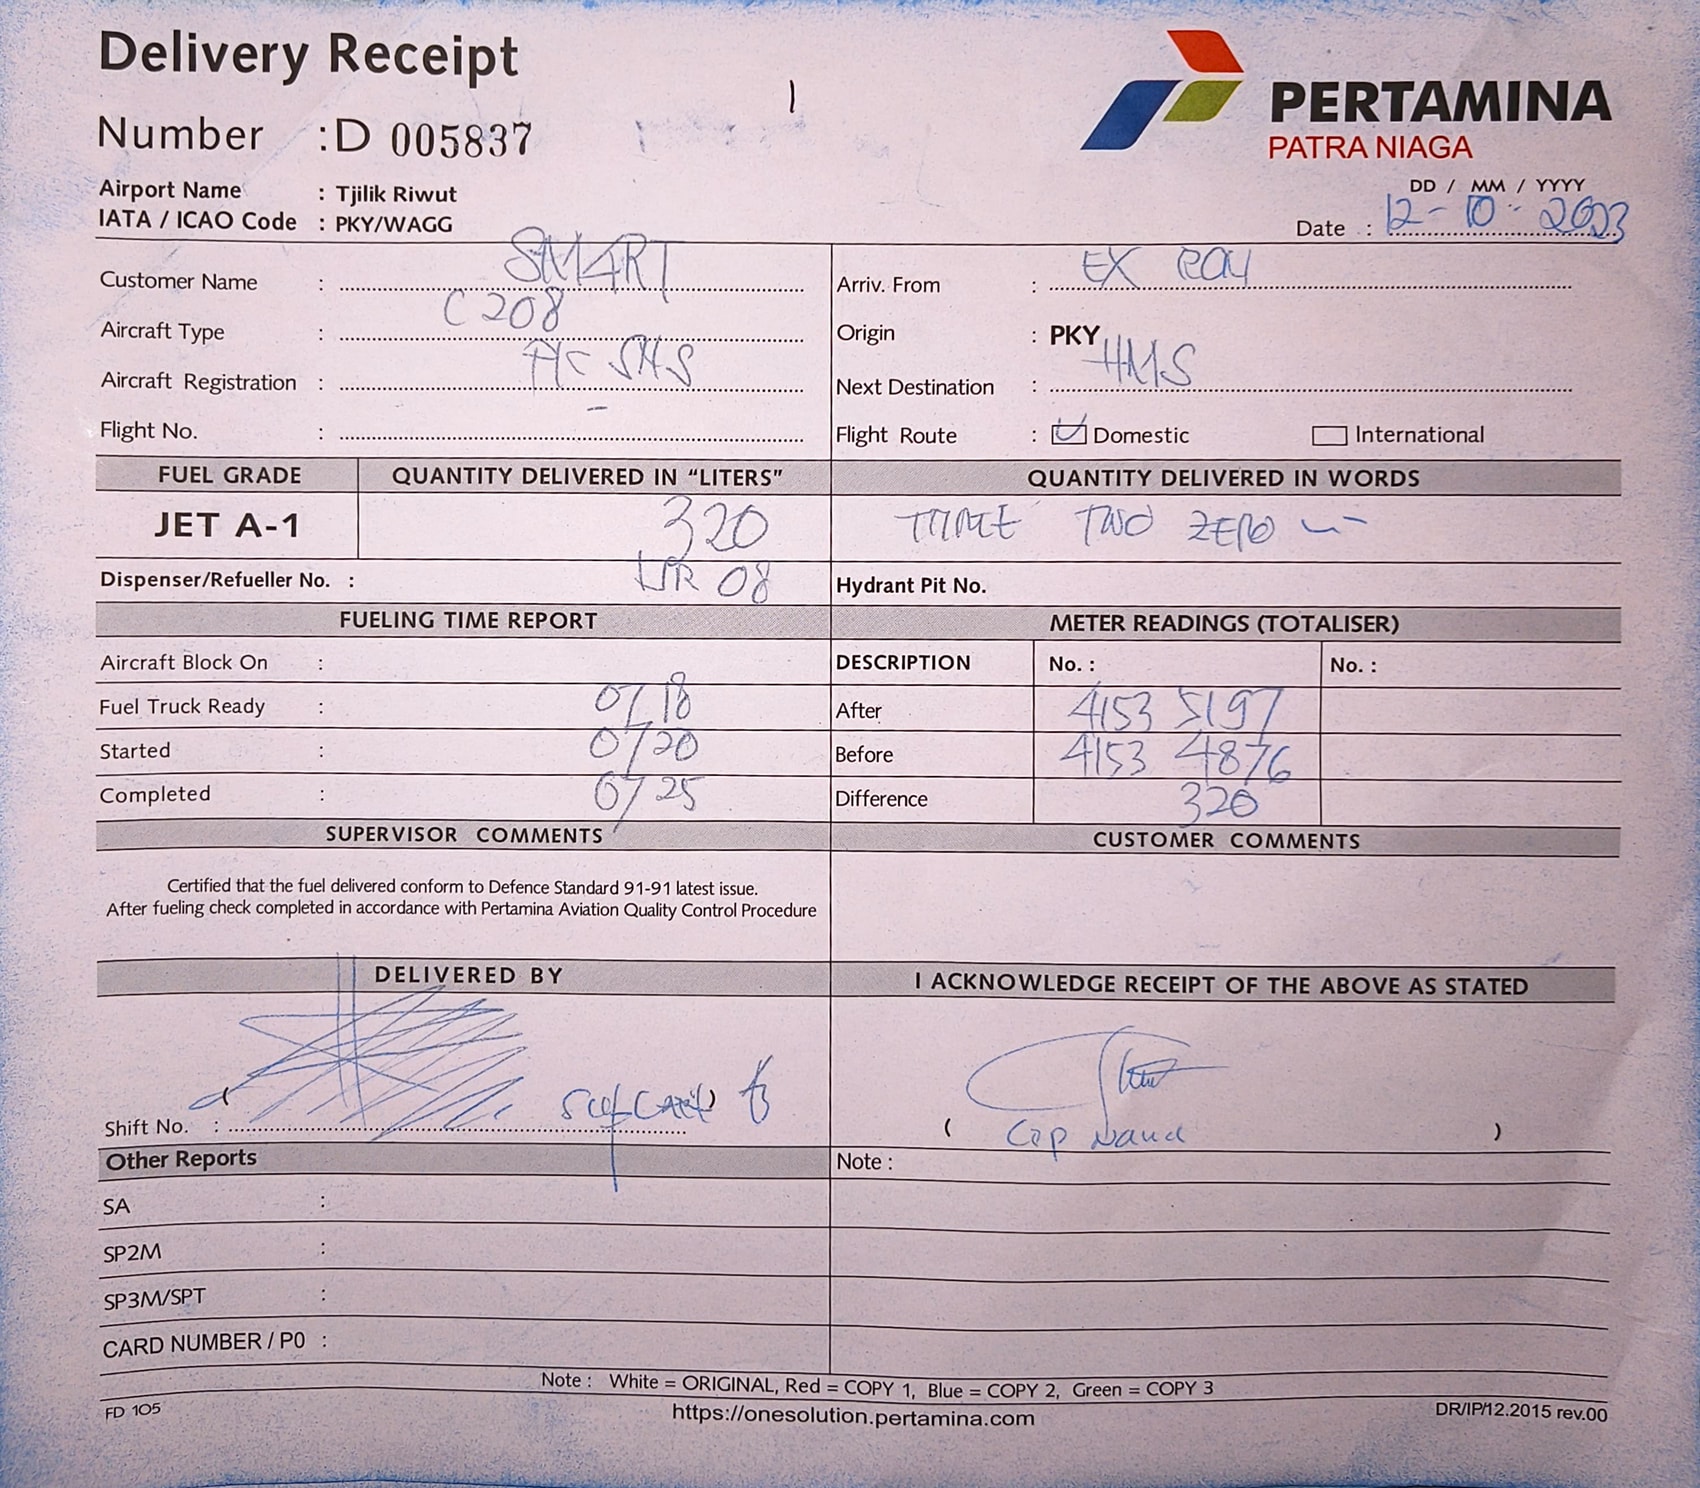 Delivery Receipt
Number : D 005837
PERTAMINA
PATRA NIAGA
Airport Name : Tjilik Riwut
IATA / ICAO Code : PKY/WAGG
DD / MM / YYYY
Date : 12-10-2023
Customer Name : SMART
Aircraft Type : C208
Aircraft Registration : PK SHS
Flight No. : -
Arriv. From : EX
Origin : PKY
Next Destination : HMS
Flight Route : Domestic International
FUEL GRADE QUANTITY DELIVERED IN “LITERS” QUANTITY DELIVERED IN WORDS
JET A-1 320 THREE TWO ZERO
Dispenser/Refueller No. : 08 Hydrant Pit No.
FUELING TIME REPORT METER READINGS (TOTALISER)
Aircraft Block On : DESCRIPTION No. : No. :
Fuel Truck Ready : 07 18 After 4153 5197
Started : 07 20 Before 4153 4876
Completed : 07 25 Difference 320
SUPERVISOR COMMENTS CUSTOMER COMMENTS
Certified that the fuel delivered conform to Defence Standard 91-91 latest issue.
After fueling check completed in accordance with Pertamina Aviation Quality Control Procedure
DELIVERED BY I ACKNOWLEDGE RECEIPT OF THE ABOVE AS STATED
Shift No. : ( )
( Cap )
Other Reports Note :
SA :
SP2M :
SP3M/SPT :
CARD NUMBER / P0 :
Note : White = ORIGINAL, Red = COPY 1, Blue = COPY 2, Green = COPY 3
FD 105 https://onesolution.pertamina.com DR/IP/12.2015 rev.00